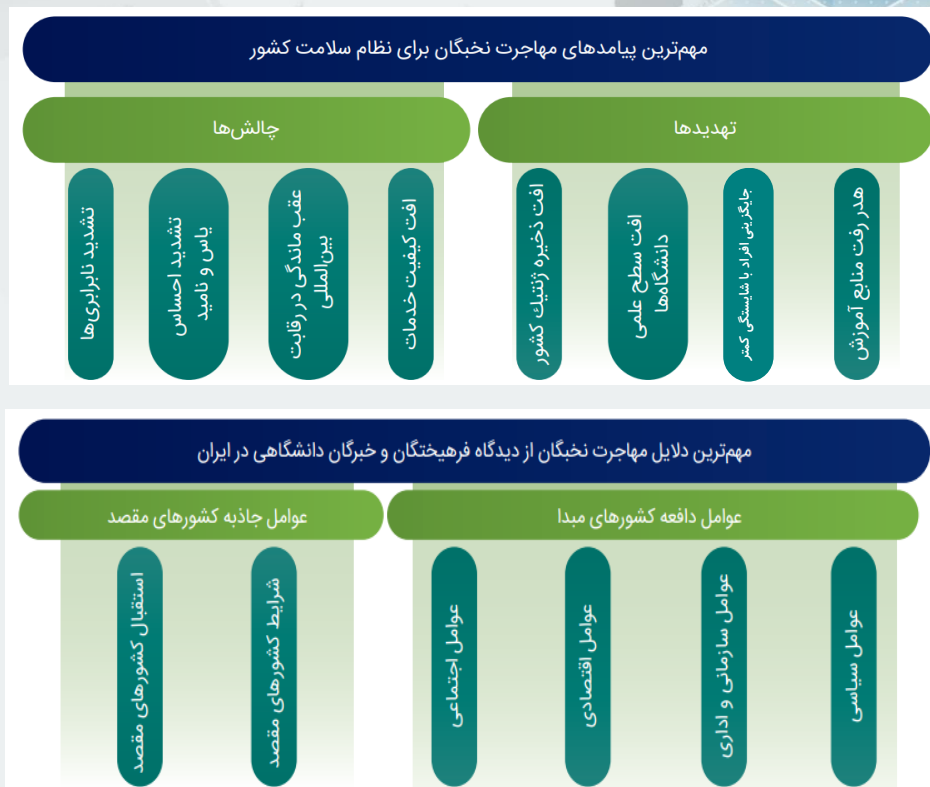 مهم‌ترین پیامدهای مهاجرت نخبگان برای نظام سلامت کشور
تهدیدها
هدر رفت منابع آموزش
جایگزینی افراد با شایستگی کمتر
افت سطح علمی
دانشگاه‌ها
افت ذخیره ژنتیك کشور
چالش‌ها
افت کیفیت خدمات
عقب ماندگی در رقابت
بین‌المللی
تشدید احساس
یاس و نامید
تشدید نابرابری‌ها
مهم‌ترین دلایل مهاجرت نخبگان از دیدگاه فرهیختگان و خبرگان دانشگاهی در ایران
عوامل دافعه کشورهای مبدا
عوامل سیاسی
عوامل سازمانی و اداری
عوامل اقتصادی
عوامل اجتماعی
عوامل جاذبه کشورهای مقصد
شرایط کشورهای مقصد
استقبال کشورهای مقصد